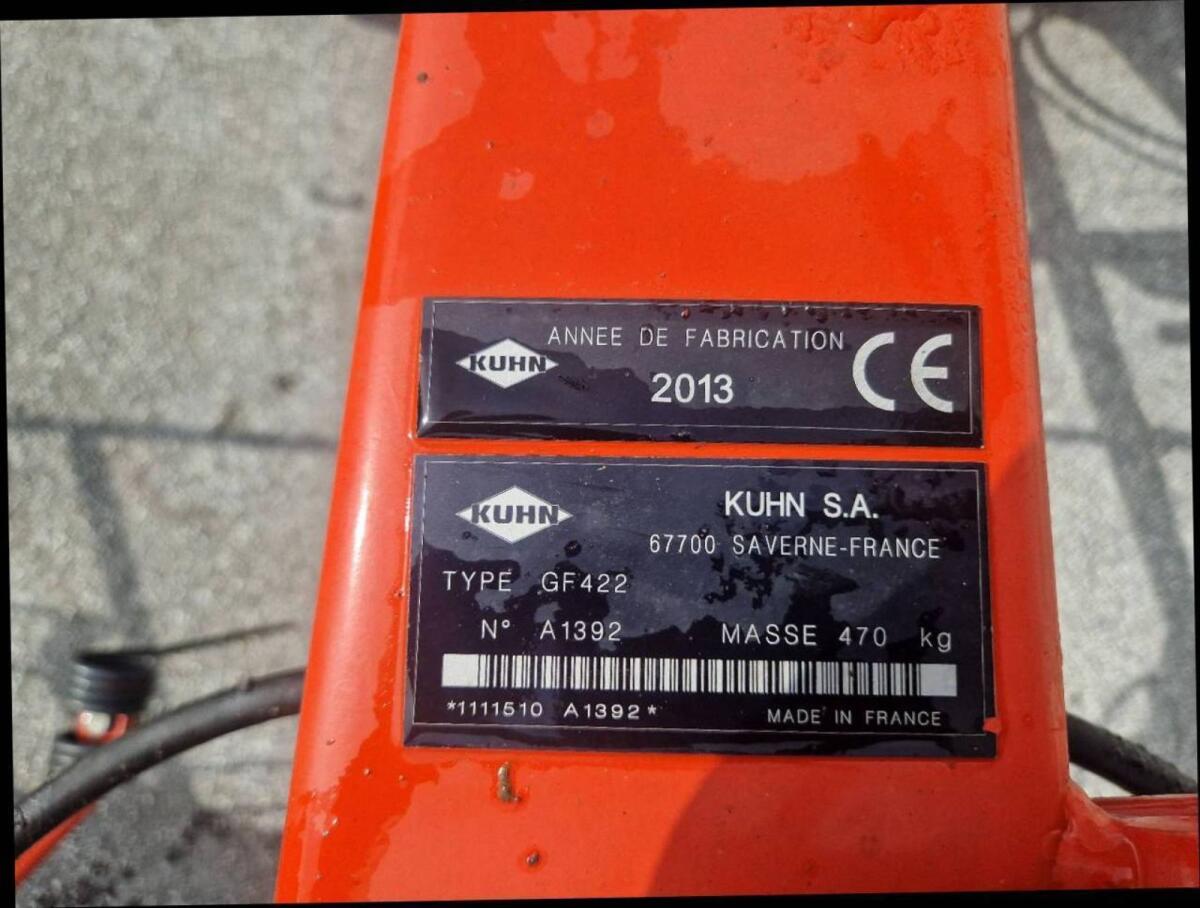 KUHN
ANNEE DE FABRICATION
2013
CE
KUHN
KUHN S.A.
67700 SAVERNE-FRANCE
TYPE GF422
N° A1392 MASSE 470 kg
*1111510 A1392*
MADE IN FRANCE